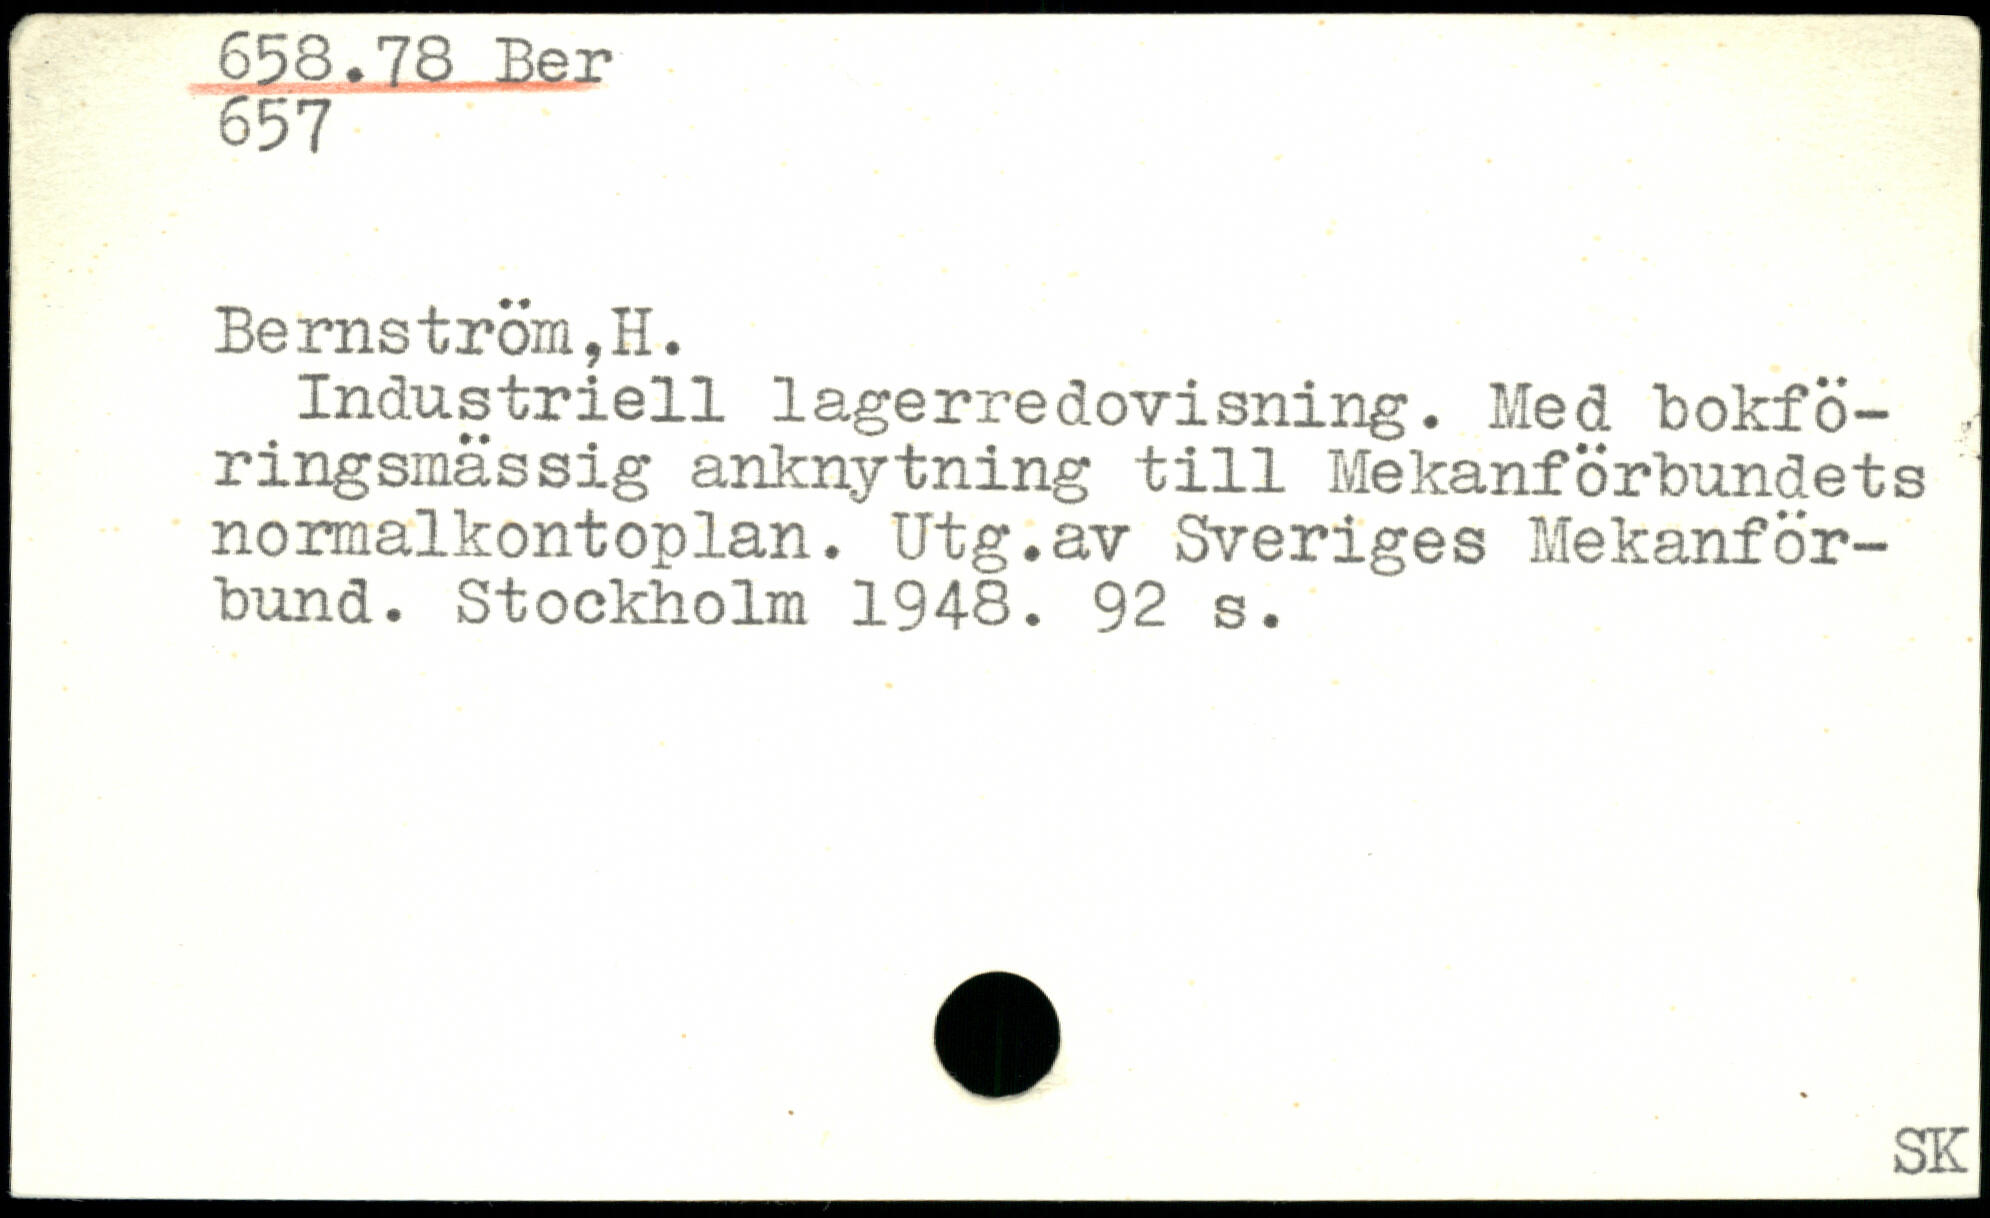 658.78 Ber
657
Bernström,H.
Industriell lagerredovisning. Med bokfö-
ringsmässig anknytning till Mekanförbundets
normalkontoplan. Utg.av Sveriges Mekanför-
bund. Stockholm 1948. 92 s.
SK